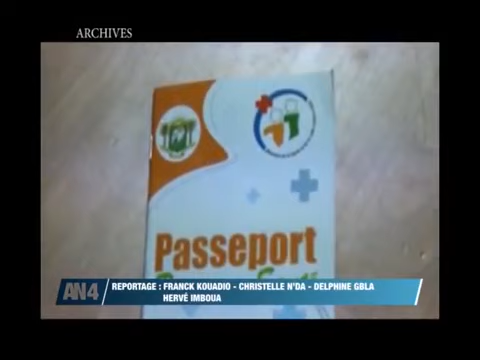 ARCHIVES
Passeport
AN4
REPORTAGE : FRANCK KOUADIO - CHRISTELLE N'DA - DELPHINE GBLA
HERVÉ IMBOUA